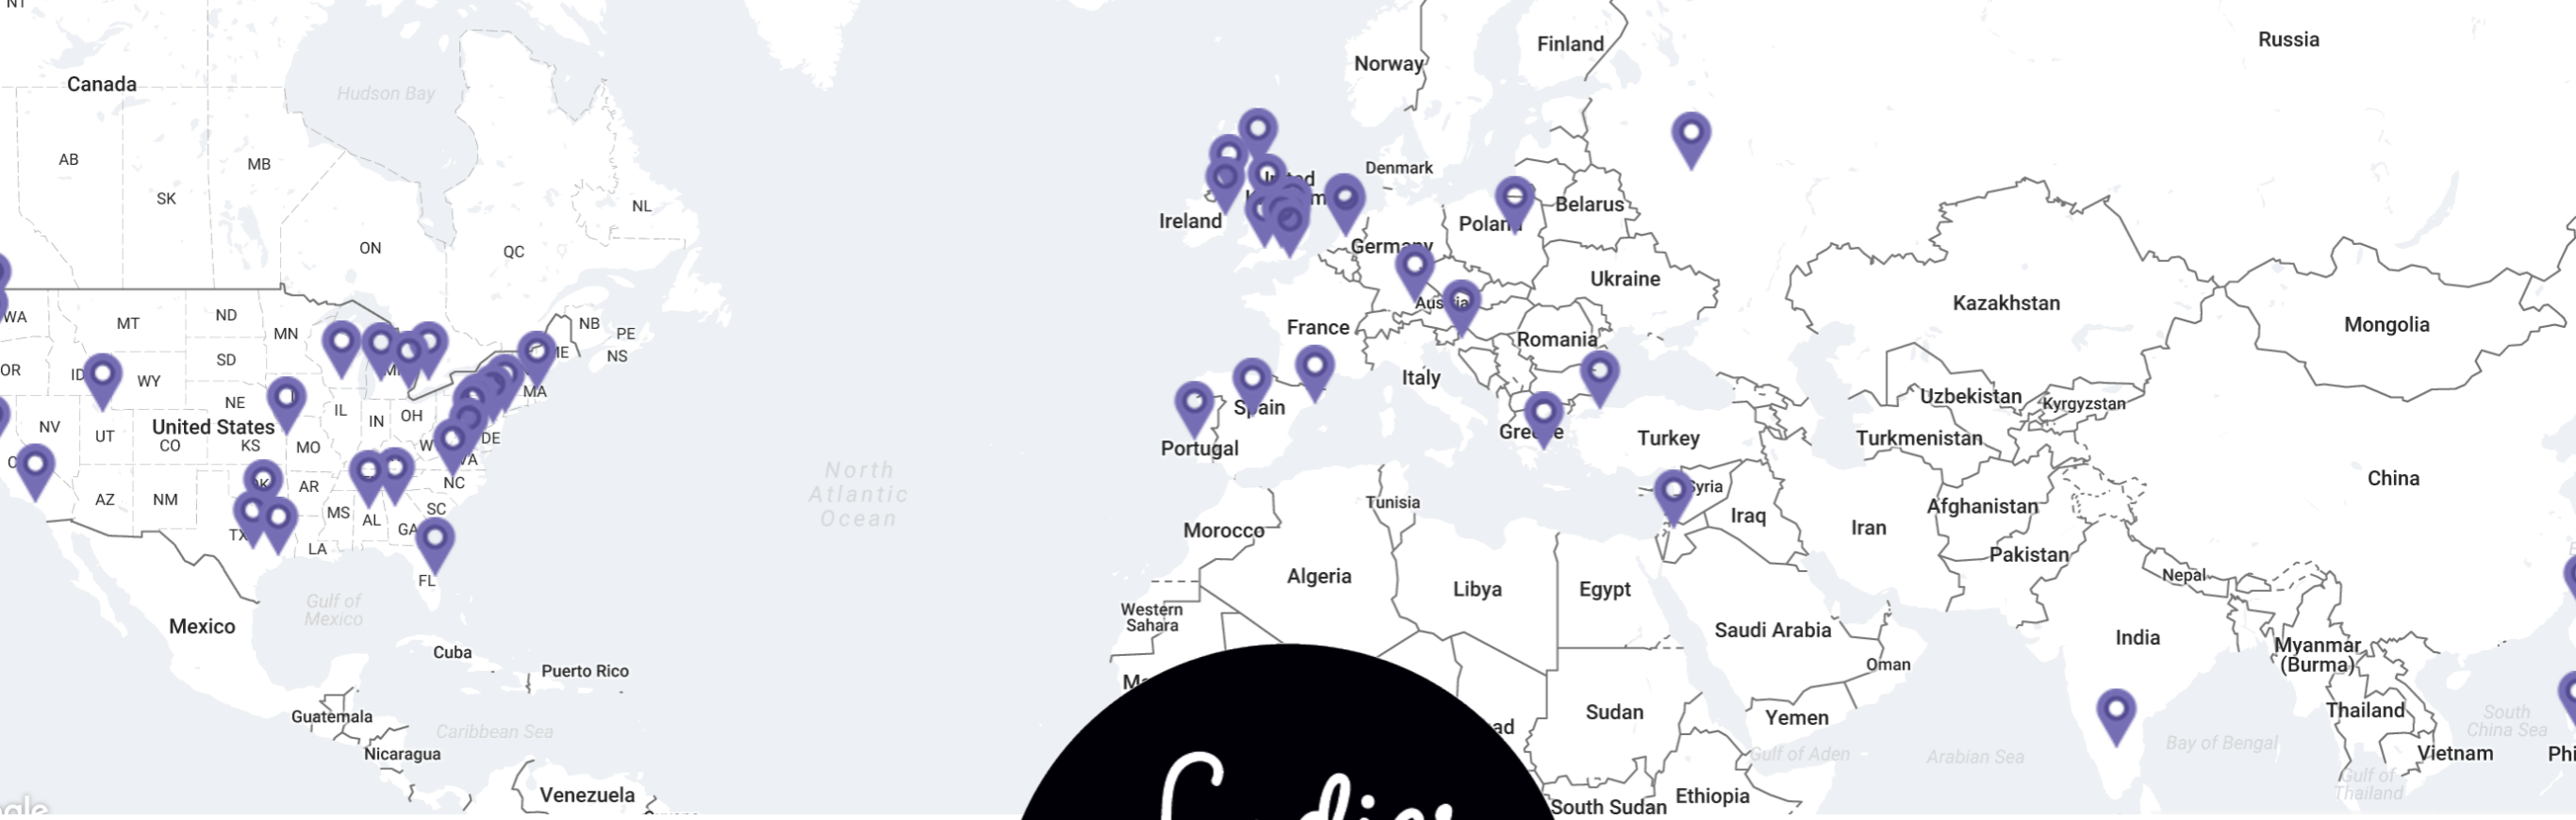 NT
Canada
Hudson Bay
Norway
Finland
Russia
AB
MB
SK
NL
ON
QC
Denmark
Ireland
Belarus
Germany
Ukraine
Kazakhstan
Mongolia
WA
MT
ND
MN
NB
PE
NS
ME
OR
ID
WY
SD
France
Romania
Italy
MA
NE
IL
IN
OH
NV
UT
United States
CO
KS
MO
DE
Spain
Portugal
Greece
Turkey
Uzbekistan
Kyrgyzstan
Turkmenistan
AZ
NM
AR
NC
SC
MS
AL
GA
TX
LA
FL
North
Atlantic
Ocean
Tunisia
Syria
Morocco
Iraq
Iran
Afghanistan
Pakistan
China
Nepal
Algeria
Libya
Egypt
Western
Sahara
Saudi Arabia
Oman
India
Myanmar
(Burma)
Gulf of
Mexico
Mexico
Cuba
Puerto Rico
Guatemala
Caribbean Sea
Nicaragua
Venezuela
Sudan
Yemen
Gulf of Aden
Arabian Sea
Bay of Bengal
Thailand
South
China Sea
Vietnam
Gulf of
Thailand
South Sudan
Ethiopia